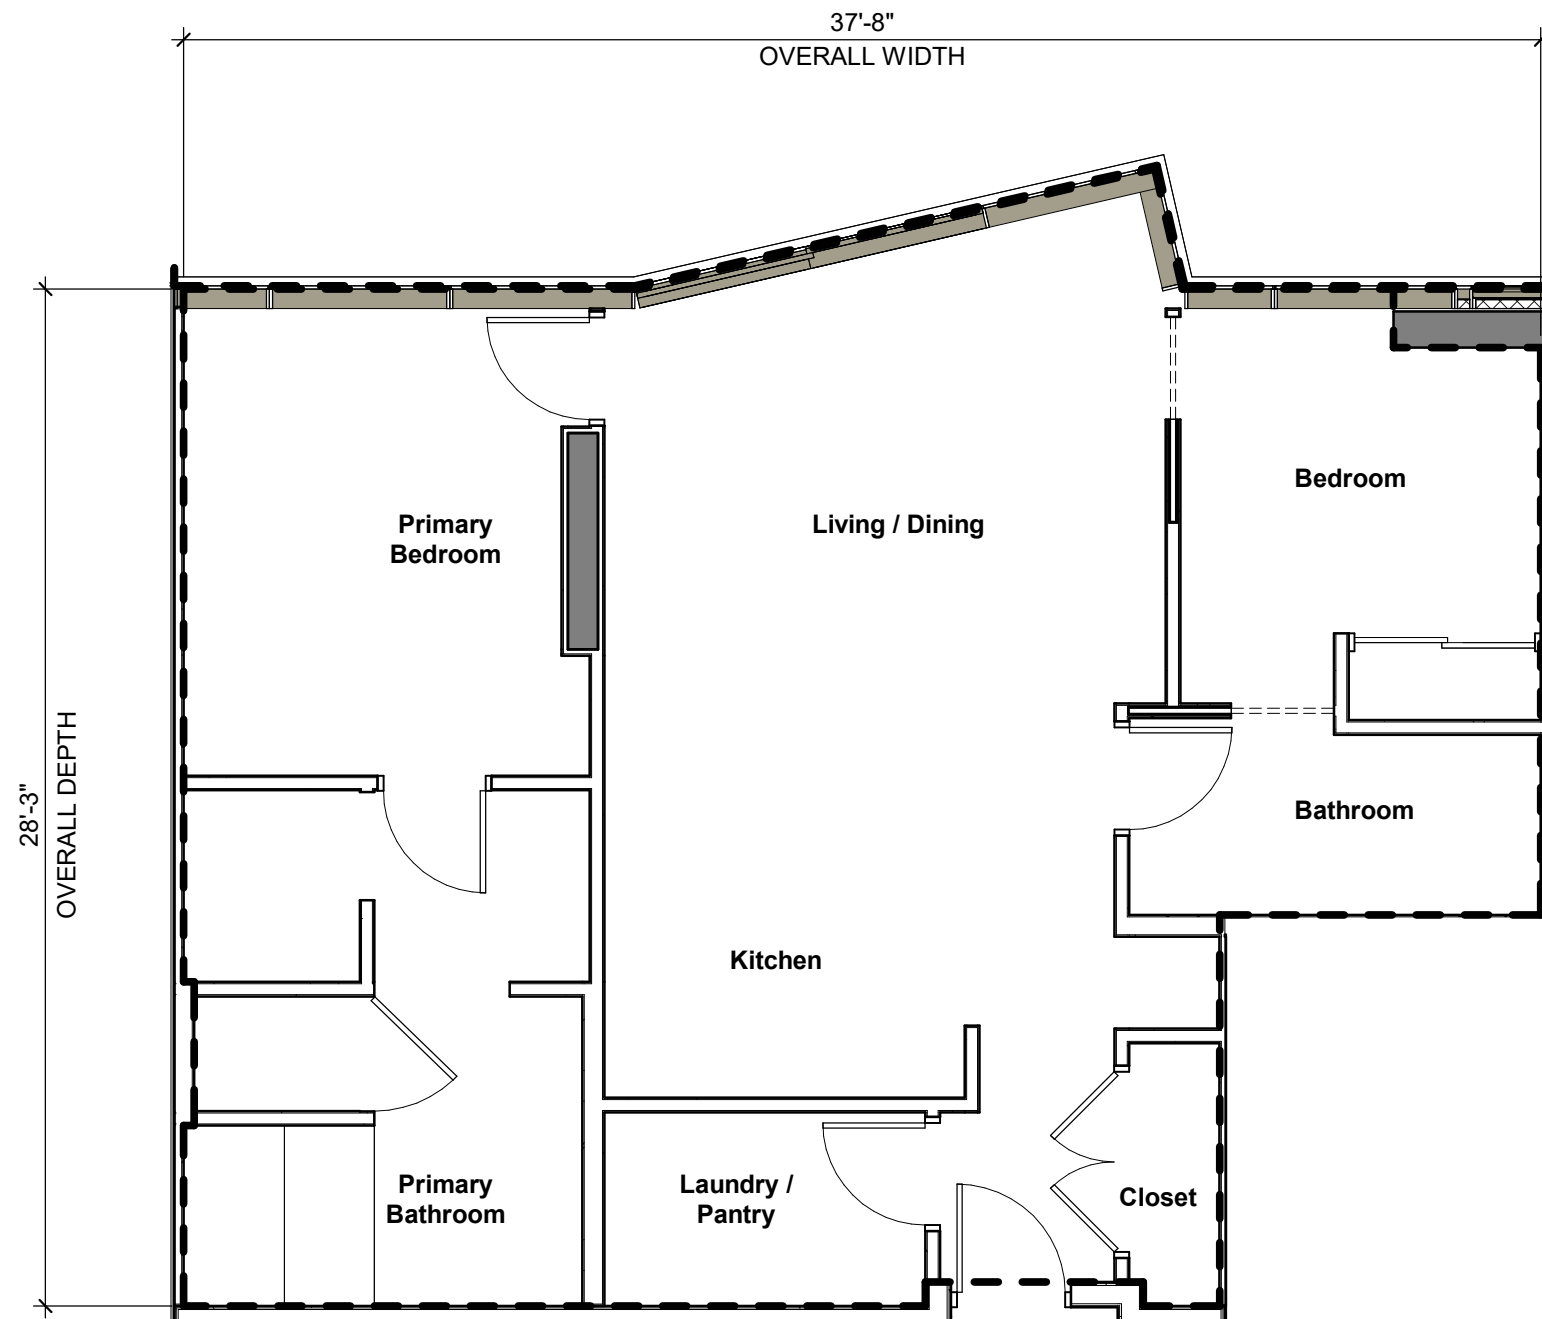 37'-8"
OVERALL WIDTH
Bedroom
Primary
Bedroom
Living / Dining
28'-3"
OVERALL DEPTH
Bathroom
Kitchen
Primary
Bathroom
Laundry /
Pantry
Closet